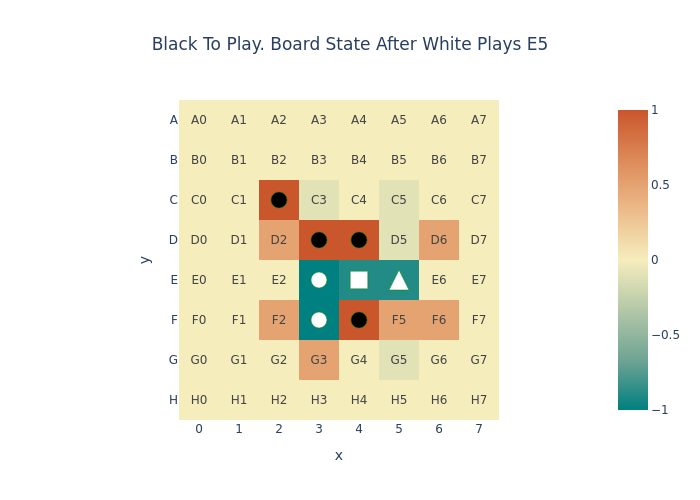 Black To Play. Board State After White Plays E5
A A0 A1 A2 A3 A4 A5 A6 A7 1
B B0 B1 B2 B3 B4 B5 B6 B7
C C0 C1 C3 C4 C5 C6 C7 0.5
D D0 D1 D2 D5 D6 D7
y
E E0 E1 E2 E6 E7 0
F F0 F1 F2 F5 F6 F7 −0.5
G G0 G1 G2 G3 G4 G5 G6 G7
H H0 H1 H2 H3 H4 H5 H6 H7 −1
0 1 2 3 4 5 6 7
x